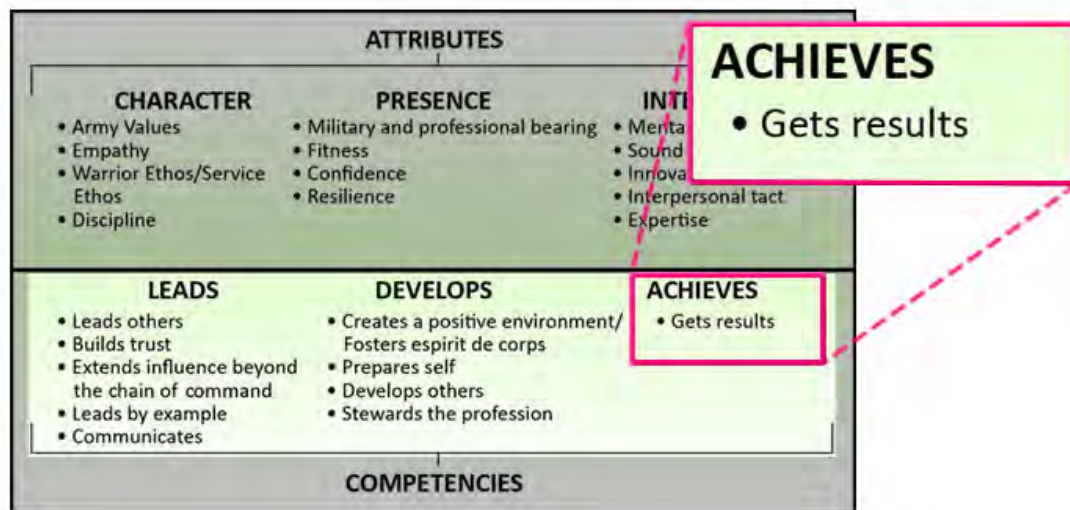 ATTRIBUTES
CHARACTER
• Army Values
• Empathy
• Warrior Ethos/Service
Ethos
• Discipline
PRESENCE
• Military and professional bearing
• Fitness
• Confidence
• Resilience
• Sound
• Interpersonal tact
• Expertise
ACHIEVES
• Gets results
LEADS
• Leads others
• Builds trust
• Extends influence beyond
the chain of command
• Leads by example
• Communicates
DEVELOPS
• Creates a positive environment/
Fosters espirit de corps
• Prepares self
• Develops others
• Stewards the profession
ACHIEVES
• Gets results
COMPETENCIES